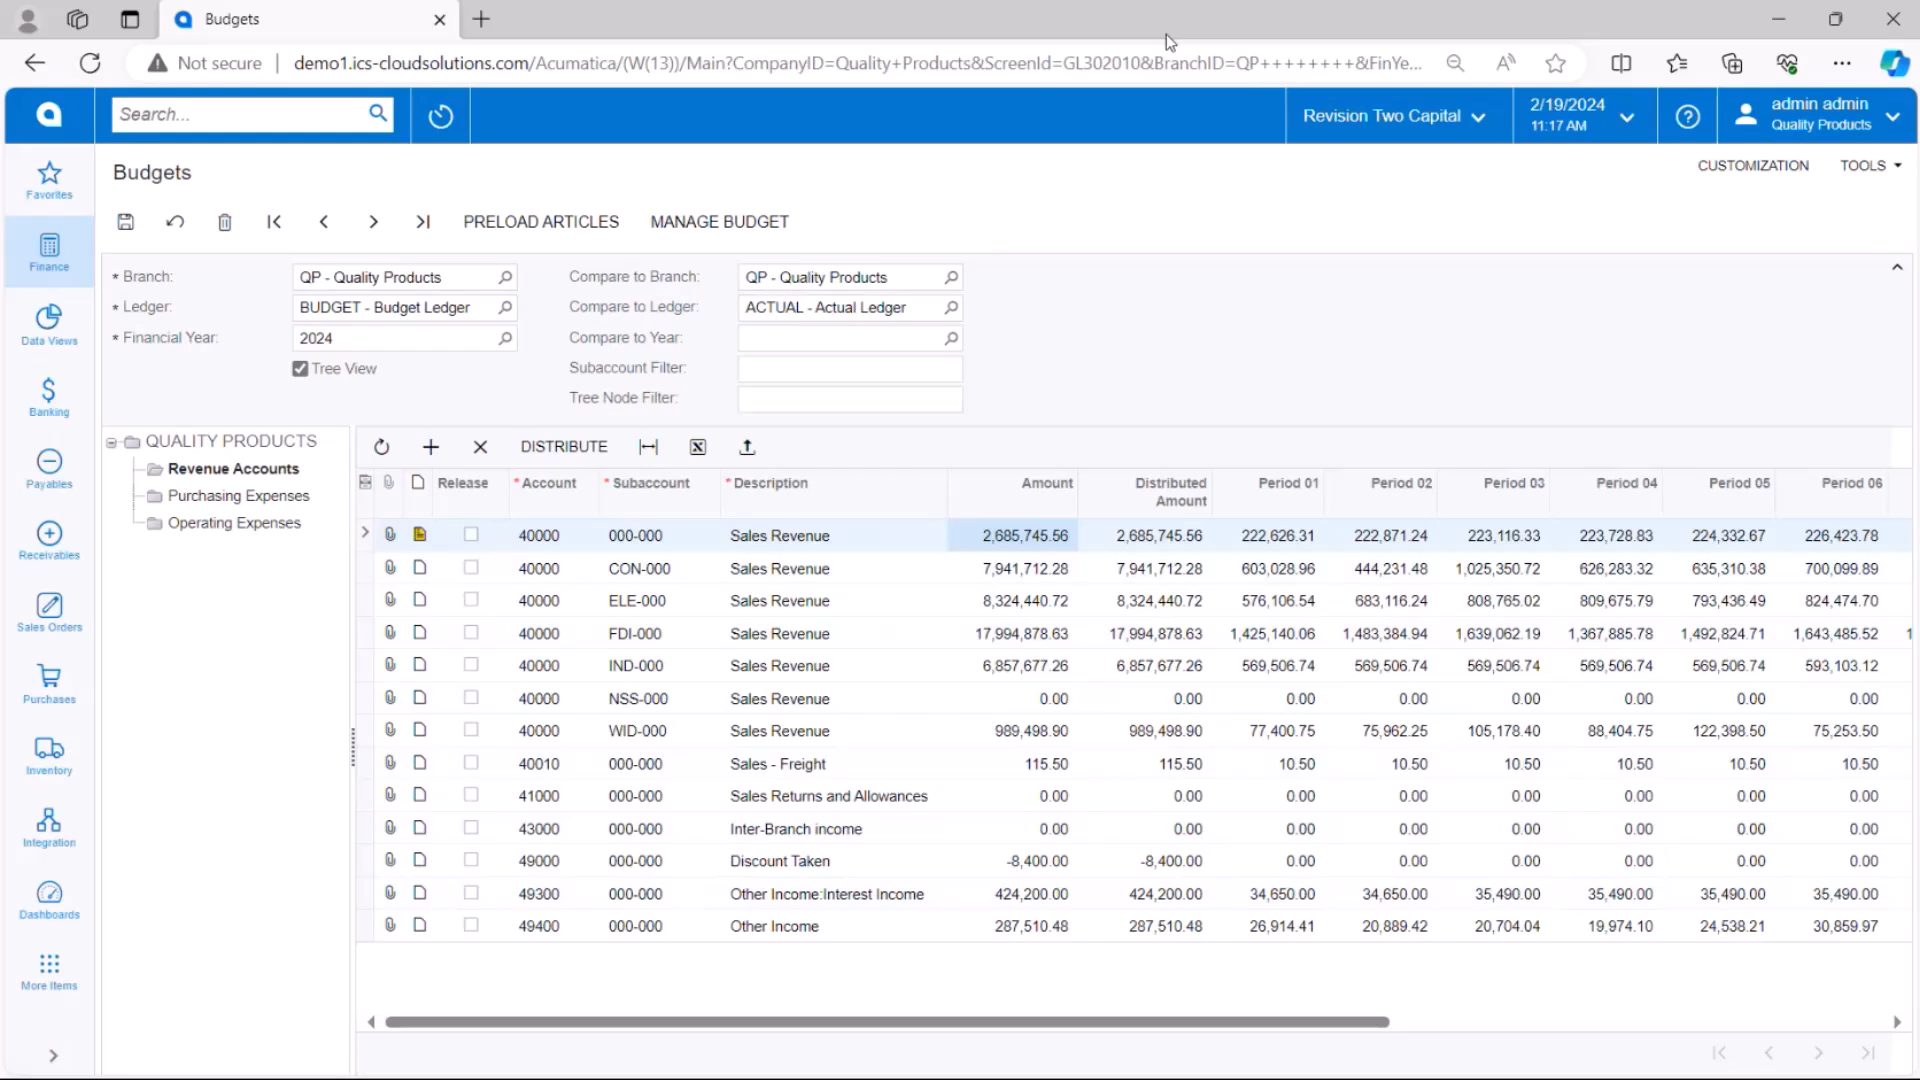 Budgets
Not secure
demo1.ics-cloudsolutions.com/Acumatica/(W(13))/Main?CompanyID=Quality+Products&ScreenId=GL302010&BranchID=QP++++++++&FinYe...
Search...
Revision Two Capital
2/19/2024
11:17 AM
admin admin
Quality Products
Budgets
CUSTOMIZATION
TOOLS
PRELOAD ARTICLES
MANAGE BUDGET
Favorites
Finance
Data Views
Banking
Payables
Receivables
Sales Orders
Purchases
Inventory
Integration
Dashboards
More Items
* Branch: QP - Quality Products
* Ledger: BUDGET - Budget Ledger
* Financial Year: 2024
Tree View
Compare to Branch: QP - Quality Products
Compare to Ledger: ACTUAL - Actual Ledger
Compare to Year:
Subaccount Filter:
Tree Node Filter:
QUALITY PRODUCTS
Revenue Accounts
Purchasing Expenses
Operating Expenses
DISTRIBUTE
Release * Account * Subaccount * Description Amount Distributed Amount Period 01 Period 02 Period 03 Period 04 Period 05 Period 06
40000 000-000 Sales Revenue 2,685,745.56 2,685,745.56 222,626.31 222,871.24 223,116.33 223,728.83 224,332.67 226,423.78
40000 CON-000 Sales Revenue 7,941,712.28 7,941,712.28 603,028.96 444,231.48 1,025,350.72 626,283.32 635,310.38 700,099.89
40000 ELE-000 Sales Revenue 8,324,440.72 8,324,440.72 576,106.54 683,116.24 808,765.02 809,675.79 793,436.49 824,474.70
40000 FDI-000 Sales Revenue 17,994,878.63 17,994,878.63 1,425,140.06 1,483,384.94 1,639,062.19 1,367,885.78 1,492,824.71 1,643,485.52 1
40000 IND-000 Sales Revenue 6,857,677.26 6,857,677.26 569,506.74 569,506.74 569,506.74 569,506.74 569,506.74 593,103.12
40000 NSS-000 Sales Revenue 0.00 0.00 0.00 0.00 0.00 0.00 0.00 0.00
40000 WID-000 Sales Revenue 989,498.90 989,498.90 77,400.75 75,962.25 105,178.40 88,404.75 122,398.50 75,253.50
40010 000-000 Sales - Freight 115.50 115.50 10.50 10.50 10.50 10.50 10.50 10.50
41000 000-000 Sales Returns and Allowances 0.00 0.00 0.00 0.00 0.00 0.00 0.00 0.00
43000 000-000 Inter-Branch income 0.00 0.00 0.00 0.00 0.00 0.00 0.00 0.00
49000 000-000 Discount Taken -8,400.00 -8,400.00 0.00 0.00 0.00 0.00 0.00 0.00
49300 000-000 Other Income:Interest Income 424,200.00 424,200.00 34,650.00 34,650.00 35,490.00 35,490.00 35,490.00 35,490.00
49400 000-000 Other Income 287,510.48 287,510.48 26,914.41 20,889.42 20,704.04 19,974.10 24,538.21 30,859.97